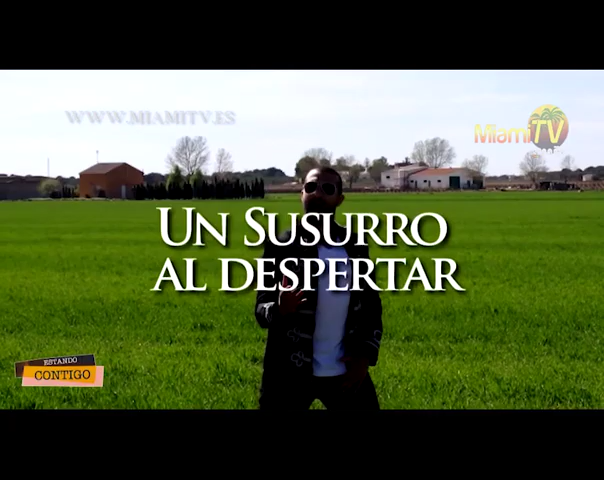 WWW.MIAMITV.ES
MiamiTV
UN SUSURRO
AL DESPERTAR
ESTANDO
CONTIGO